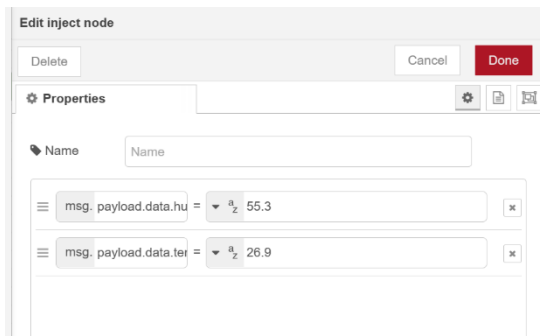 Edit inject node
Delete Cancel Done
Properties
Name Name
msg. payload.data.hu = az 55.3
msg. payload.data.ter = az 26.9